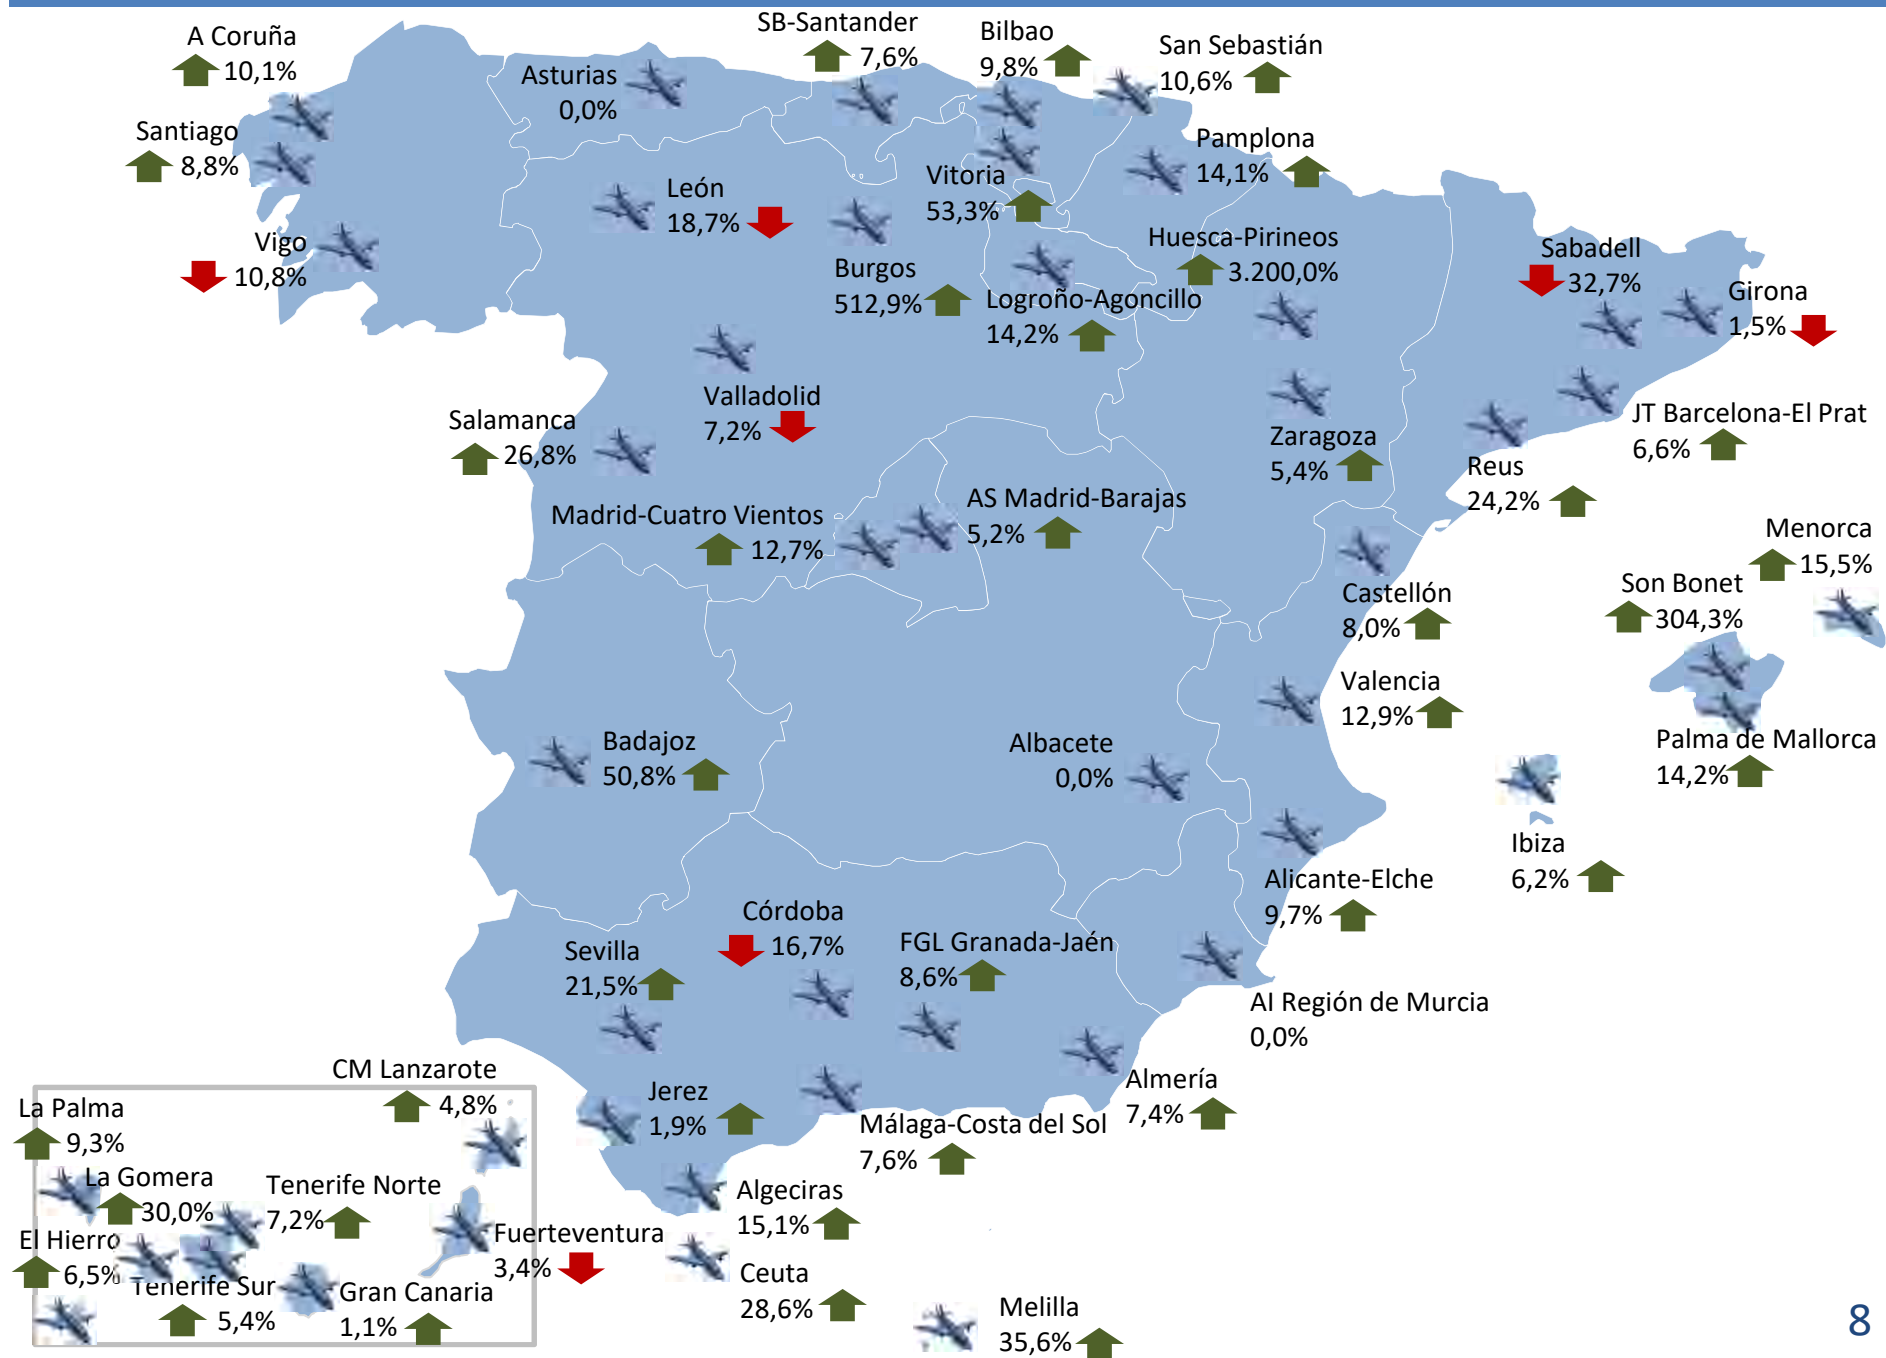 A Coruña
10,1%
SB-Santander
7,6%
Bilbao
9,8%
San Sebastián
10,6%
Asturias
0,0%
Santiago
8,8%
Pamplona
14,1%
Vitoria
53,3%
León
18,7%
Vigo
10,8%
Huesca-Pirineos
3.200,0%
Sabadell
32,7%
Girona
1,5%
Burgos
512,9%
Logroño-Agoncillo
14,2%
Valladolid
7,2%
Salamanca
26,8%
JT Barcelona-El Prat
6,6%
Zaragoza
5,4%
Reus
24,2%
AS Madrid-Barajas
5,2%
Madrid-Cuatro Vientos
12,7%
Menorca
15,5%
Son Bonet
304,3%
Castellón
8,0%
Valencia
12,9%
Palma de Mallorca
14,2%
Badajoz
50,8%
Albacete
0,0%
Ibiza
6,2%
Alicante-Elche
9,7%
Córdoba
16,7%
Sevilla
21,5%
FGL Granada-Jaén
8,6%
AI Región de Murcia
0,0%
CM Lanzarote
4,8%
Jerez
1,9%
Almería
7,4%
Málaga-Costa del Sol
7,6%
La Palma
9,3%
La Gomera
30,0%
Tenerife Norte
7,2%
Algeciras
15,1%
Fuerteventura
3,4%
El Hierro
6,5%
Tenerife Sur
5,4%
Gran Canaria
1,1%
Ceuta
28,6%
Melilla
35,6%
8